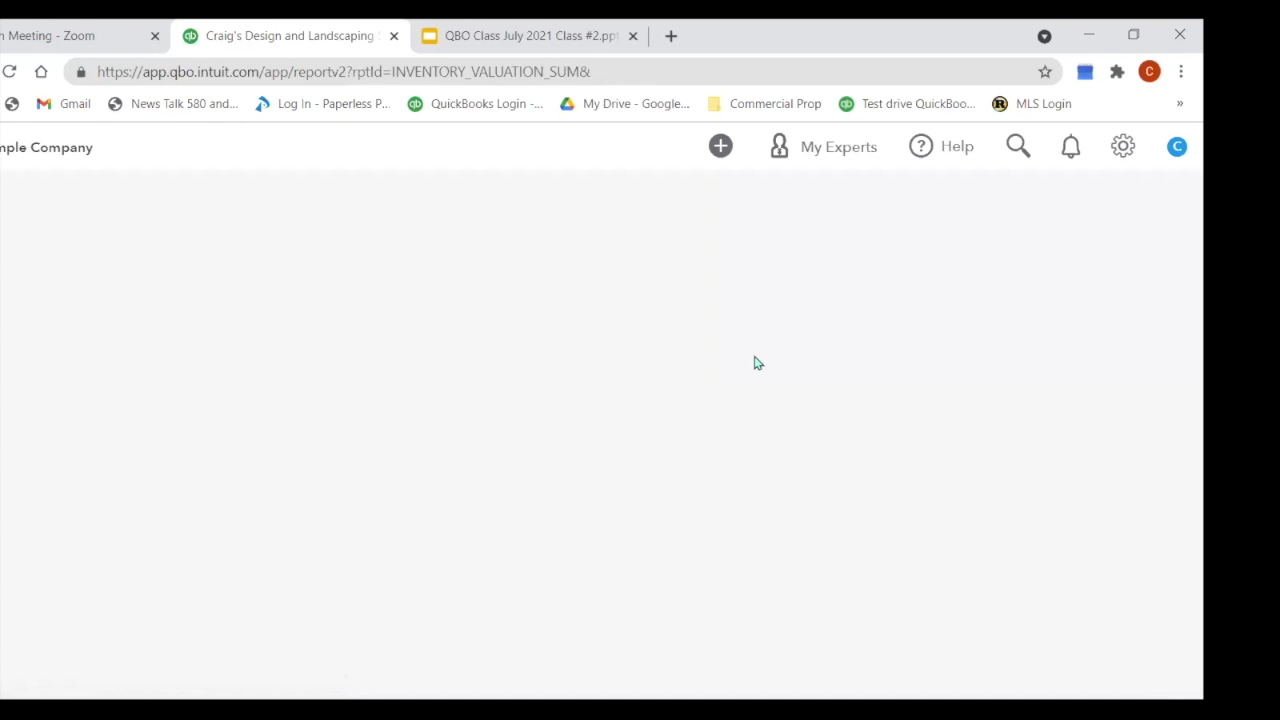 n Meeting - Zoom
Craig's Design and Landscaping S
QBO Class July 2021 Class #2.ppt
https://app.qbo.intuit.com/app/reportv2?rptId=INVENTORY_VALUATION_SUM&
C
Gmail
News Talk 580 and...
Log In - Paperless P...
QuickBooks Login -...
My Drive - Google...
Commercial Prop
Test drive QuickBoo...
R
MLS Login
»
mple Company
My Experts
Help
C